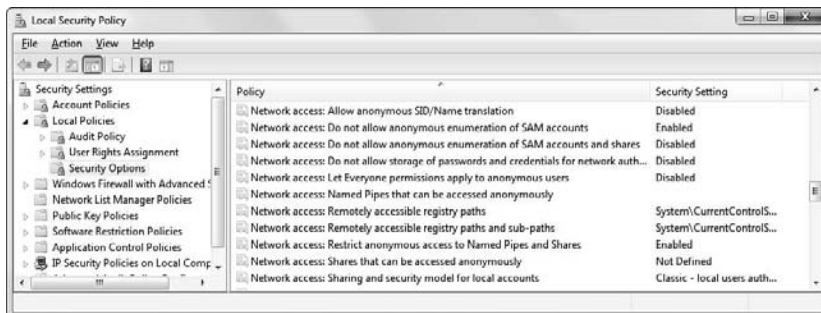 Local Security Policy
File Action View Help
Security Settings
Account Policies
Local Policies
Audit Policy
User Rights Assignment
Security Options
Windows Firewall with Advanced
Network List Manager Policies
Public Key Policies
Software Restriction Policies
Application Control Policies
IP Security Policies on Local Comp
Policy Security Setting
Network access: Allow anonymous SID/Name translation Disabled
Network access: Do not allow anonymous enumeration of SAM accounts Enabled
Network access: Do not allow anonymous enumeration of SAM accounts and shares Disabled
Network access: Do not allow storage of passwords and credentials for network auth... Disabled
Network access: Let Everyone permissions apply to anonymous users Disabled
Network access: Named Pipes that can be accessed anonymously
Network access: Remotely accessible registry paths System\CurrentControlS...
Network access: Remotely accessible registry paths and sub-paths System\CurrentControlS...
Network access: Restrict anonymous access to Named Pipes and Shares Enabled
Network access: Shares that can be accessed anonymously Not Defined
Network access: Sharing and security model for local accounts Classic - local users auth...